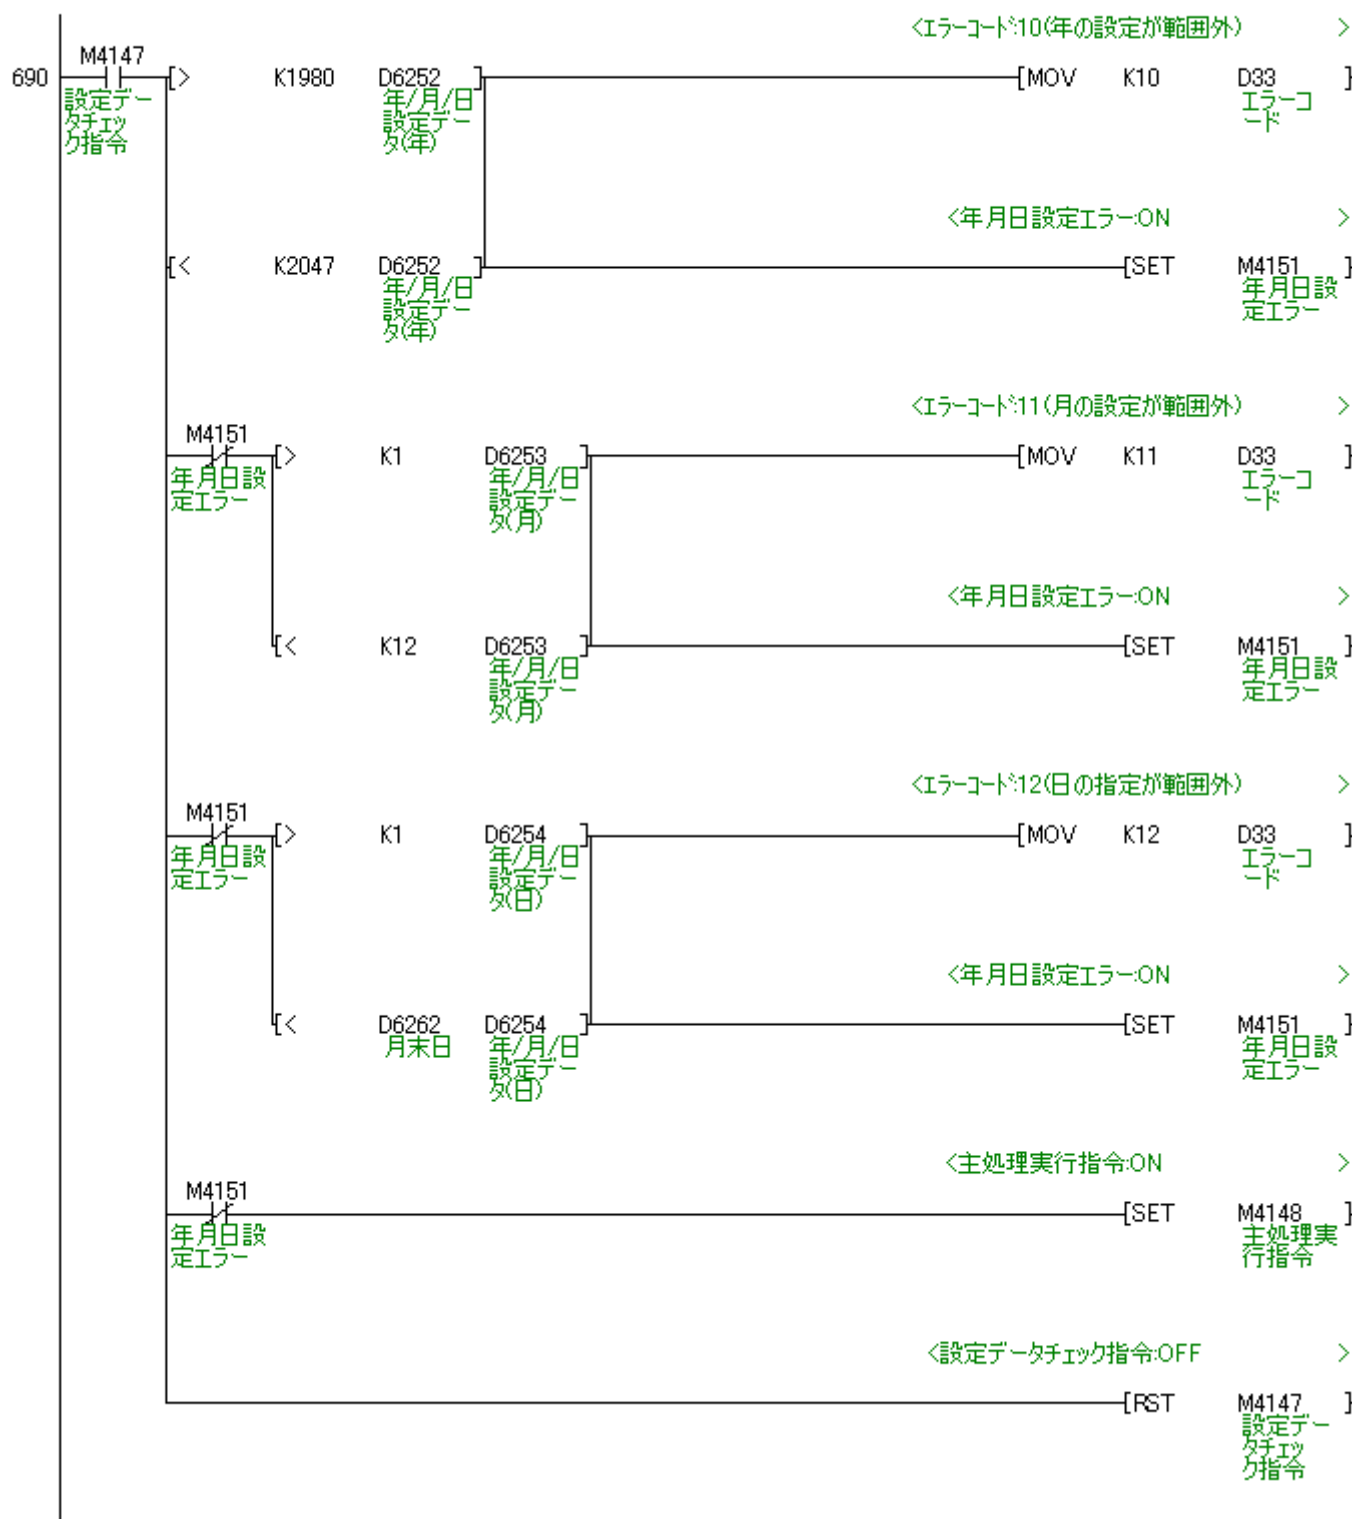 <エラーコード:10(年の設定が範囲外) >
M4147
690 [> K1980 D6252 ] [MOV K10 D33 ]
設定デー 年/月/日 エラーコ
タチェッ 設定デー ード
ク指令 タ(年)
<年月日設定エラー:ON >
[< K2047 D6252 ] [SET M4151 ]
年/月/日 年月日設
設定デー 定エラー
タ(年)
<エラーコード:11(月の設定が範囲外) >
M4151
[> K1 D6253 ] [MOV K11 D33 ]
年月日設 年/月/日 エラーコ
定エラー 設定デー ード
タ(月)
<年月日設定エラー:ON >
[< K12 D6253 ] [SET M4151 ]
年/月/日 年月日設
設定デー 定エラー
タ(月)
<エラーコード:12(日の指定が範囲外) >
M4151
[> K1 D6254 ] [MOV K12 D33 ]
年月日設 年/月/日 エラーコ
定エラー 設定デー ード
タ(日)
<年月日設定エラー:ON >
[< D6262 D6254 ] [SET M4151 ]
月末日 年/月/日 年月日設
設定デー 定エラー
タ(日)
<主処理実行指令:ON >
M4151
[SET M4148 ]
年月日設 主処理実
定エラー 行指令
<設定データチェック指令:OFF >
[RST M4147 ]
設定デー
タチェッ
ク指令